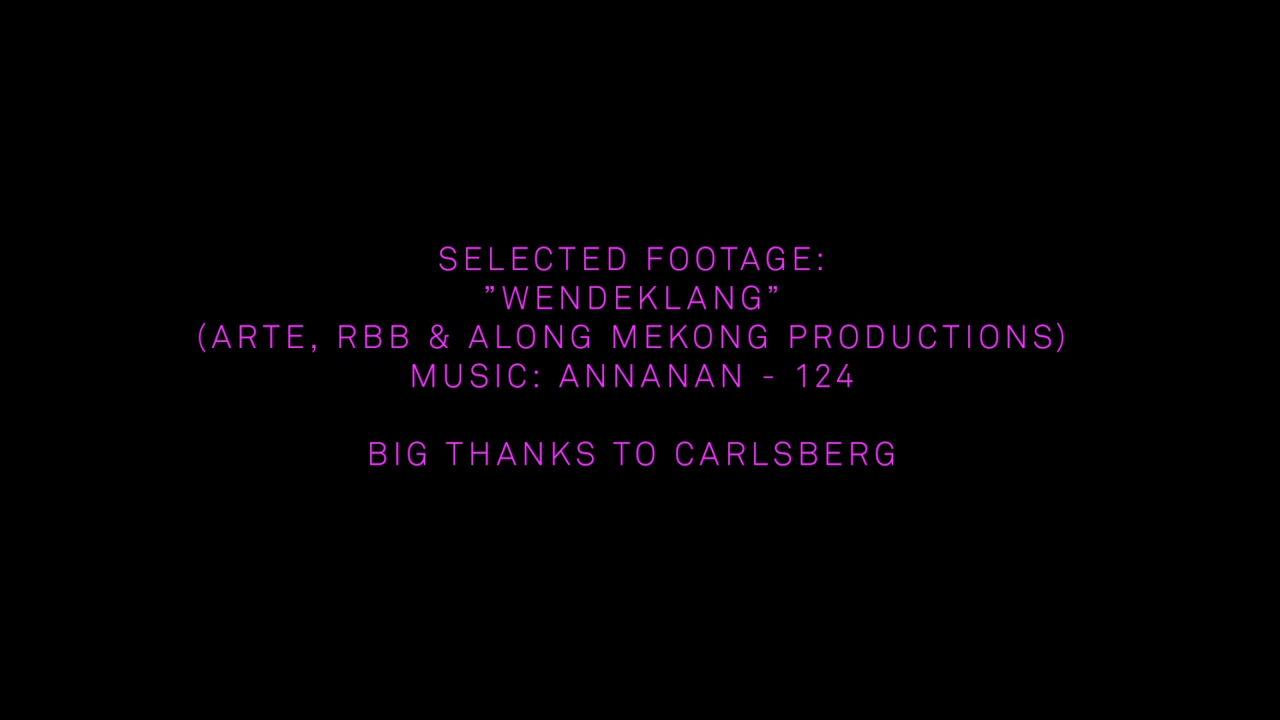 SELECTED FOOTAGE:
”WENDEKLANG”
(ARTE, RBB & ALONG MEKONG PRODUCTIONS)
MUSIC: ANNANAN - 124
BIG THANKS TO CARLSBERG